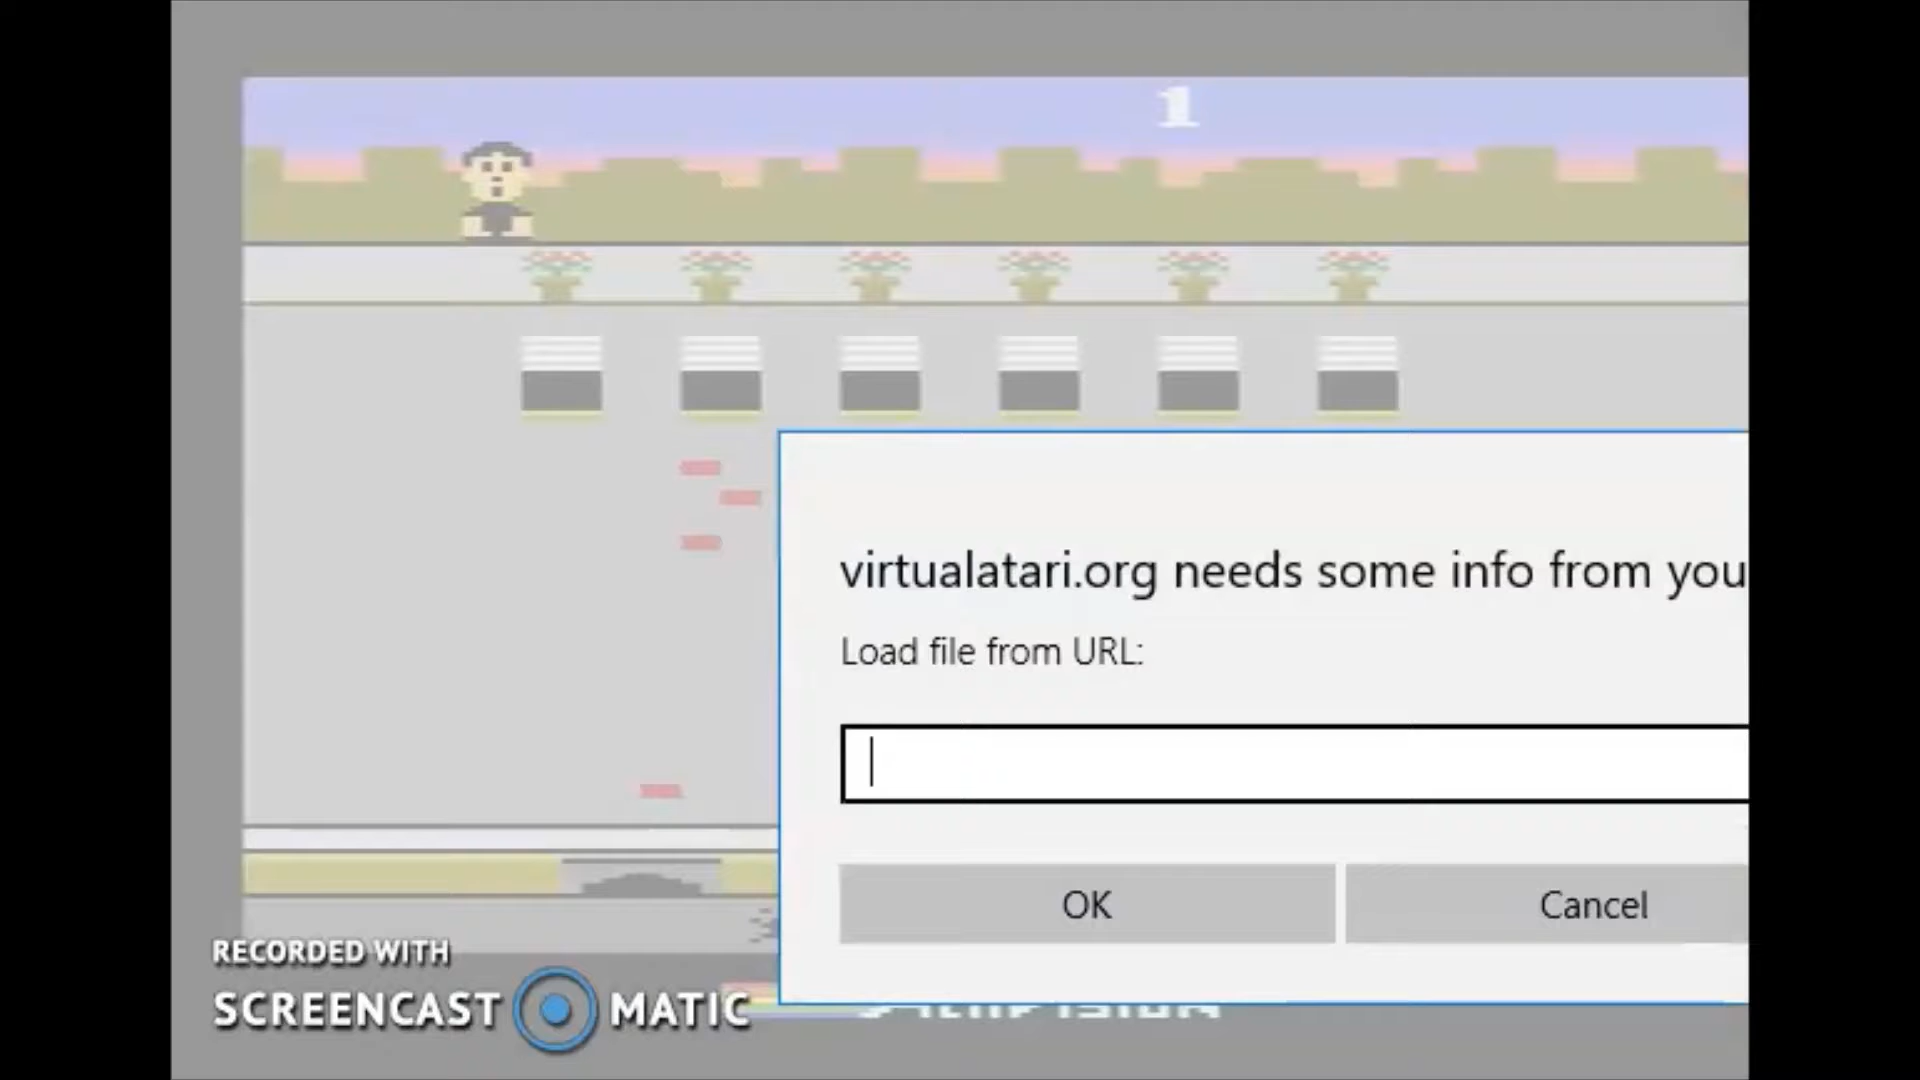 1
virtualatari.org needs some info from you
Load file from URL:
OK
Cancel
RECORDED WITH
SCREENCAST MATIC